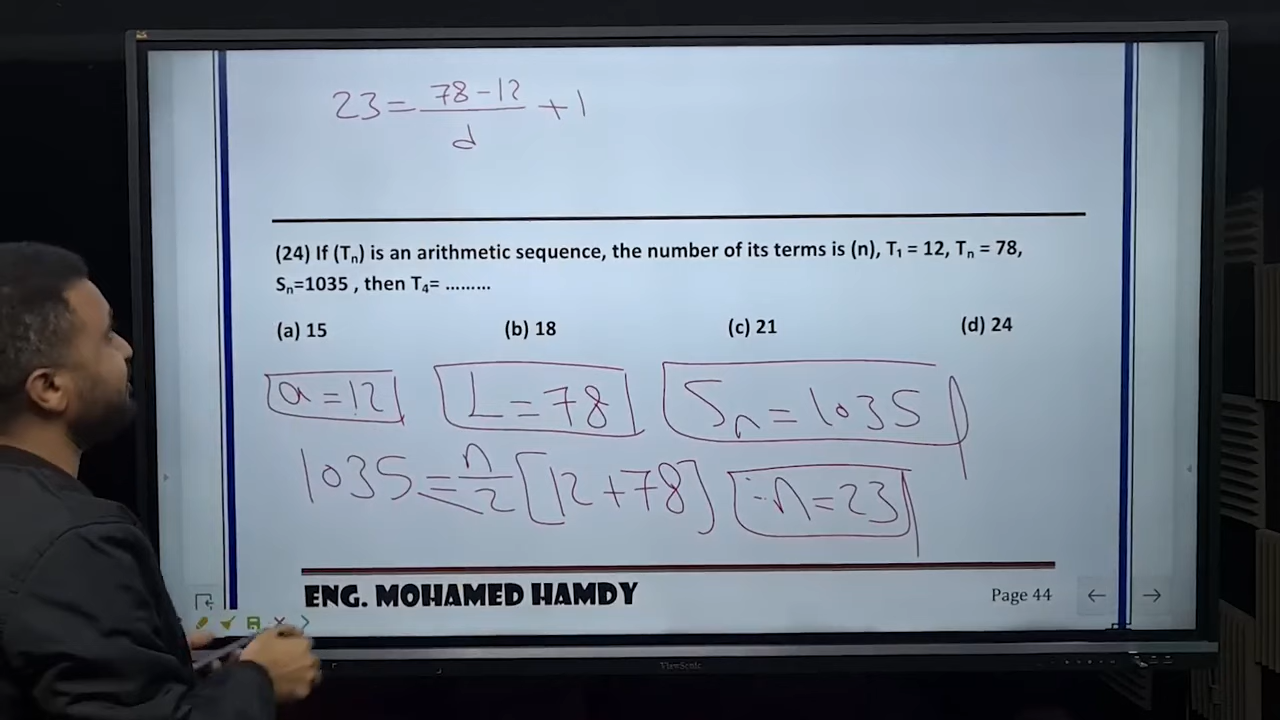 23 = 78 - 12 / d + 1
(24) If (Tn) is an arithmetic sequence, the number of its terms is (n), T1 = 12, Tn = 78,
Sn=1035 , then T4= .........
(a) 15 (b) 18 (c) 21 (d) 24
a = 12 L = 78 Sn = 1035
1035 = n/2 [12 + 78] ∴ n = 23
ENG. MOHAMED HAMDY Page 44
ViewSonic